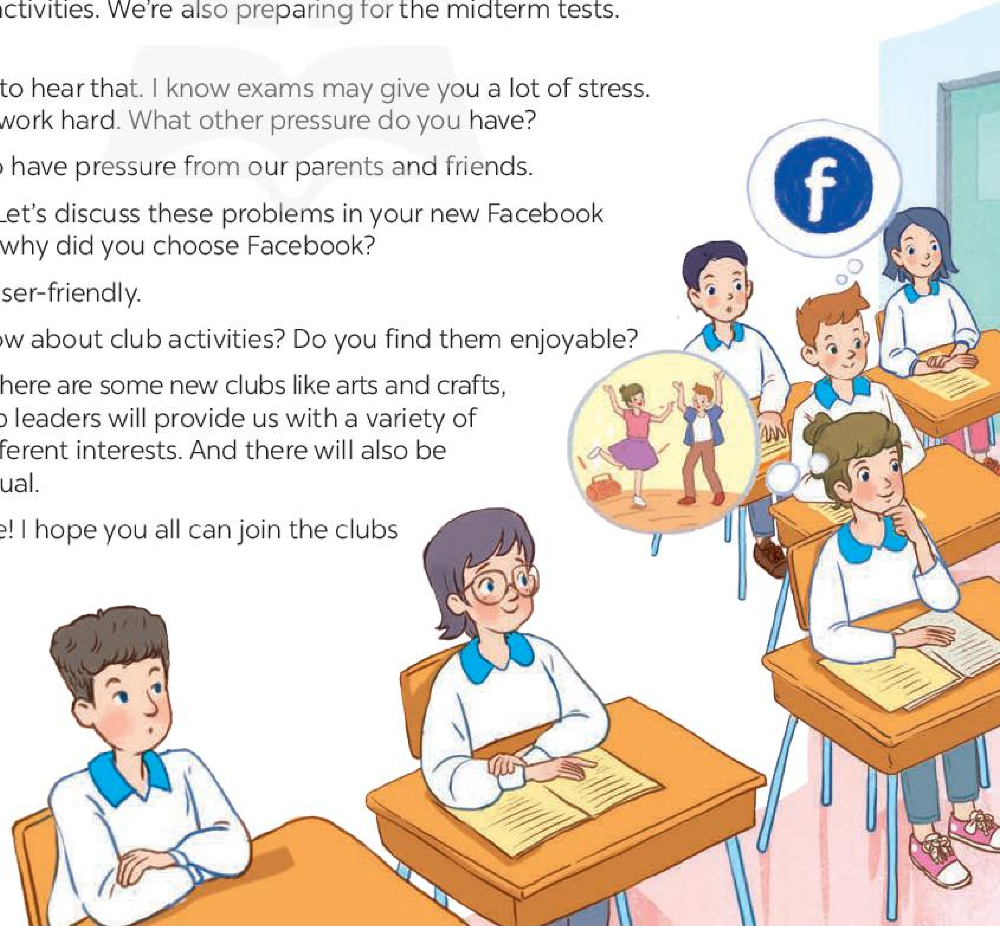 activities. We're also preparing for the midterm tests.
to hear that. I know exams may give you a lot of stress.
work hard. What other pressure do you have?
have pressure from our parents and friends.
Let's discuss these problems in your new Facebook
why did you choose Facebook?
ser-friendly.
ow about club activities? Do you find them enjoyable?
here are some new clubs like arts and crafts,
leaders will provide us with a variety of
fferent interests. And there will also be
ual.
e! I hope you all can join the clubs
f